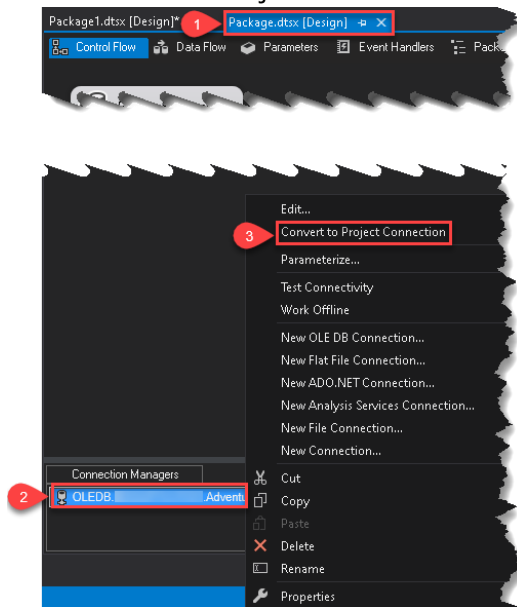 Package1.dtsx [Design]*
1
Package.dtsx [Design]
Control Flow
Data Flow
Parameters
Event Handlers
3
Edit...
Convert to Project Connection
Parameterize...
Test Connectivity
Work Offline
New OLE DB Connection...
New Flat File Connection...
New ADO.NET Connection...
New Analysis Services Connection...
New File Connection...
New Connection...
Cut
Copy
Paste
Delete
Rename
Properties
Connection Managers
2
OLEDB.